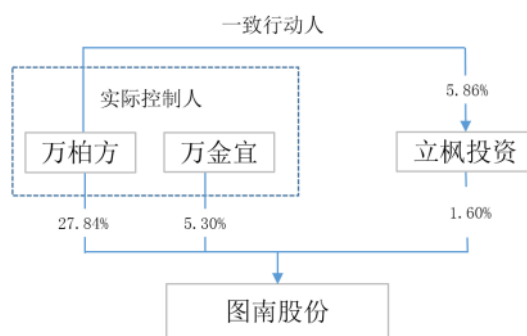 一致行动人
实际控制人
5.86%
万柏方
万金宜
立枫投资
27.84%
5.30%
1.60%
图南股份